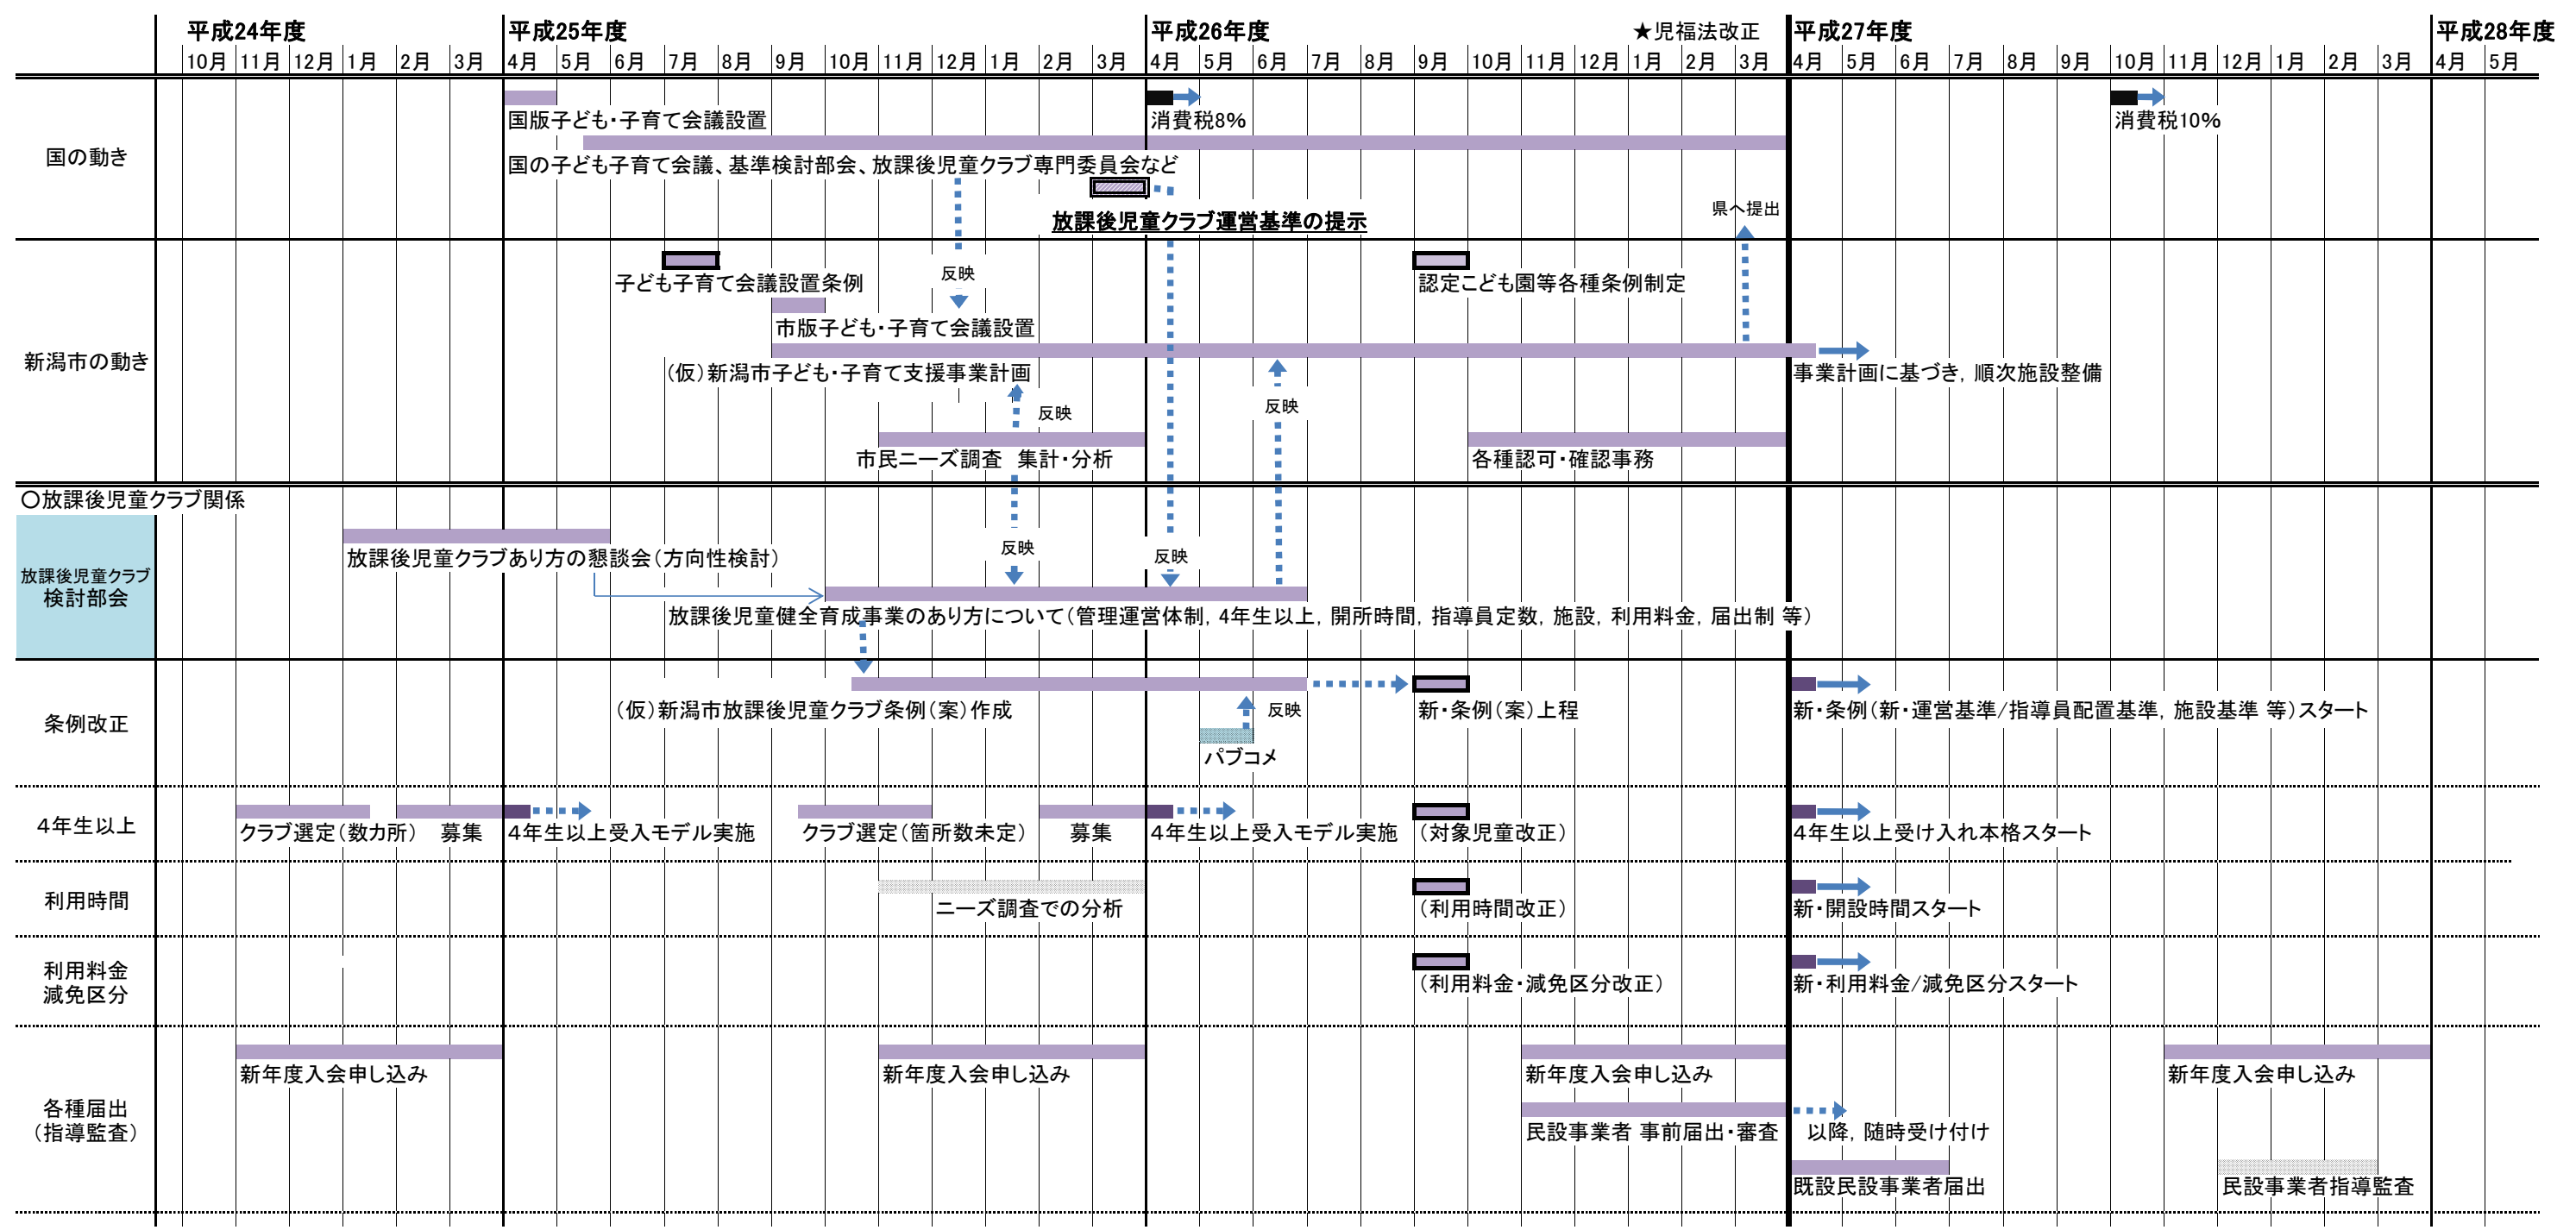 平成24年度 平成25年度 平成26年度 ★児福法改正 平成27年度 平成28年度
10月 11月 12月 1月 2月 3月 4月 5月 6月 7月 8月 9月 10月 11月 12月 1月 2月 3月 4月 5月 6月 7月 8月 9月 10月 11月 12月 1月 2月 3月 4月 5月 6月 7月 8月 9月 10月 11月 12月 1月 2月 3月 4月 5月
国の動き
国版子ども・子育て会議設置
消費税8%
消費税10%
国の子ども子育て会議、基準検討部会、放課後児童クラブ専門委員会など
放課後児童クラブ運営基準の提示
県へ提出
新潟市の動き
反映
子ども子育て会議設置条例
認定こども園等各種条例制定
市版子ども・子育て会議設置
（仮）新潟市子ども・子育て支援事業計画
事業計画に基づき，順次施設整備
反映
反映
市民ニーズ調査　集計・分析
各種認可・確認事務
〇放課後児童クラブ関係
放課後児童クラブ
検討部会
放課後児童クラブあり方の懇談会（方向性検討）
反映
反映
放課後児童健全育成事業のあり方について（管理運営体制，4年生以上，開所時間，指導員定数，施設，利用料金，届出制 等）
条例改正
（仮）新潟市放課後児童クラブ条例（案）作成
反映
新・条例（案）上程
新・条例（新・運営基準/指導員配置基準，施設基準 等）スタート
パブコメ
４年生以上
クラブ選定（数カ所）
募集
４年生以上受入モデル実施
クラブ選定（箇所数未定）
募集
４年生以上受入モデル実施
（対象児童改正）
４年生以上受け入れ本格スタート
利用時間
ニーズ調査での分析
（利用時間改正）
新・開設時間スタート
利用料金
減免区分
（利用料金・減免区分改正）
新・利用料金/減免区分スタート
各種届出
（指導監査）
新年度入会申し込み
新年度入会申し込み
新年度入会申し込み
新年度入会申し込み
民設事業者 事前届出・審査
以降，随時受け付け
既設民設事業者届出
民設事業者指導監査